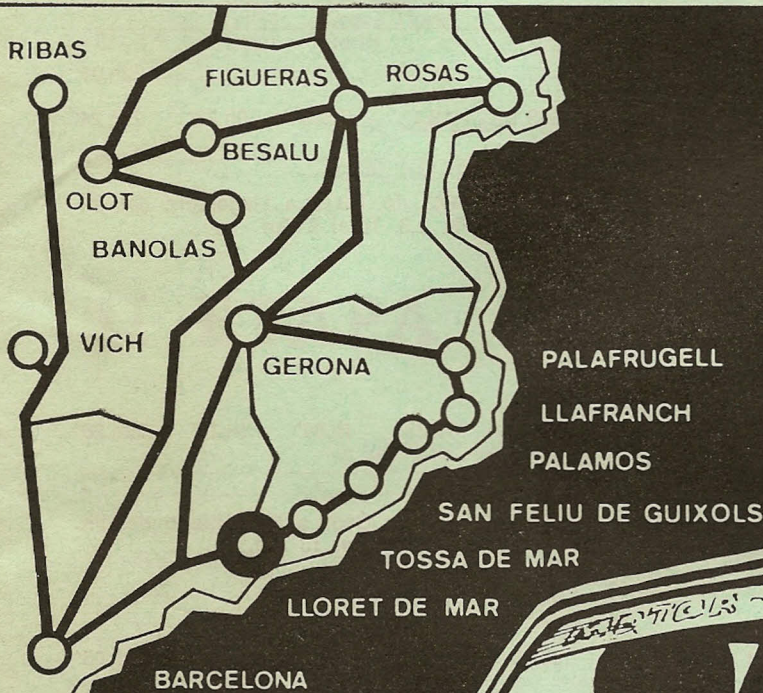 RIBAS
FIGUERAS
ROSAS
BESALU
OLOT
BANOLAS
VICH
GERONA
PALAFRUGELL
LLAFRANCH
PALAMOS
SAN FELIU DE GUIXOLS
TOSSA DE MAR
LLORET DE MAR
BARCELONA